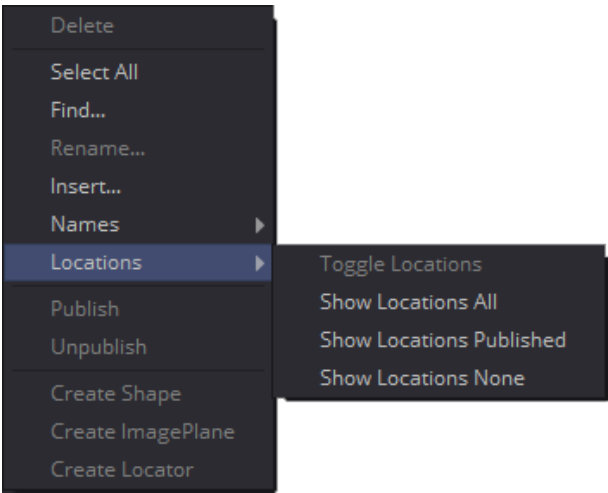 Delete
Select All
Find...
Rename...
Insert...
Names
Locations
Toggle Locations
Show Locations All
Show Locations Published
Show Locations None
Publish
Unpublish
Create Shape
Create ImagePlane
Create Locator